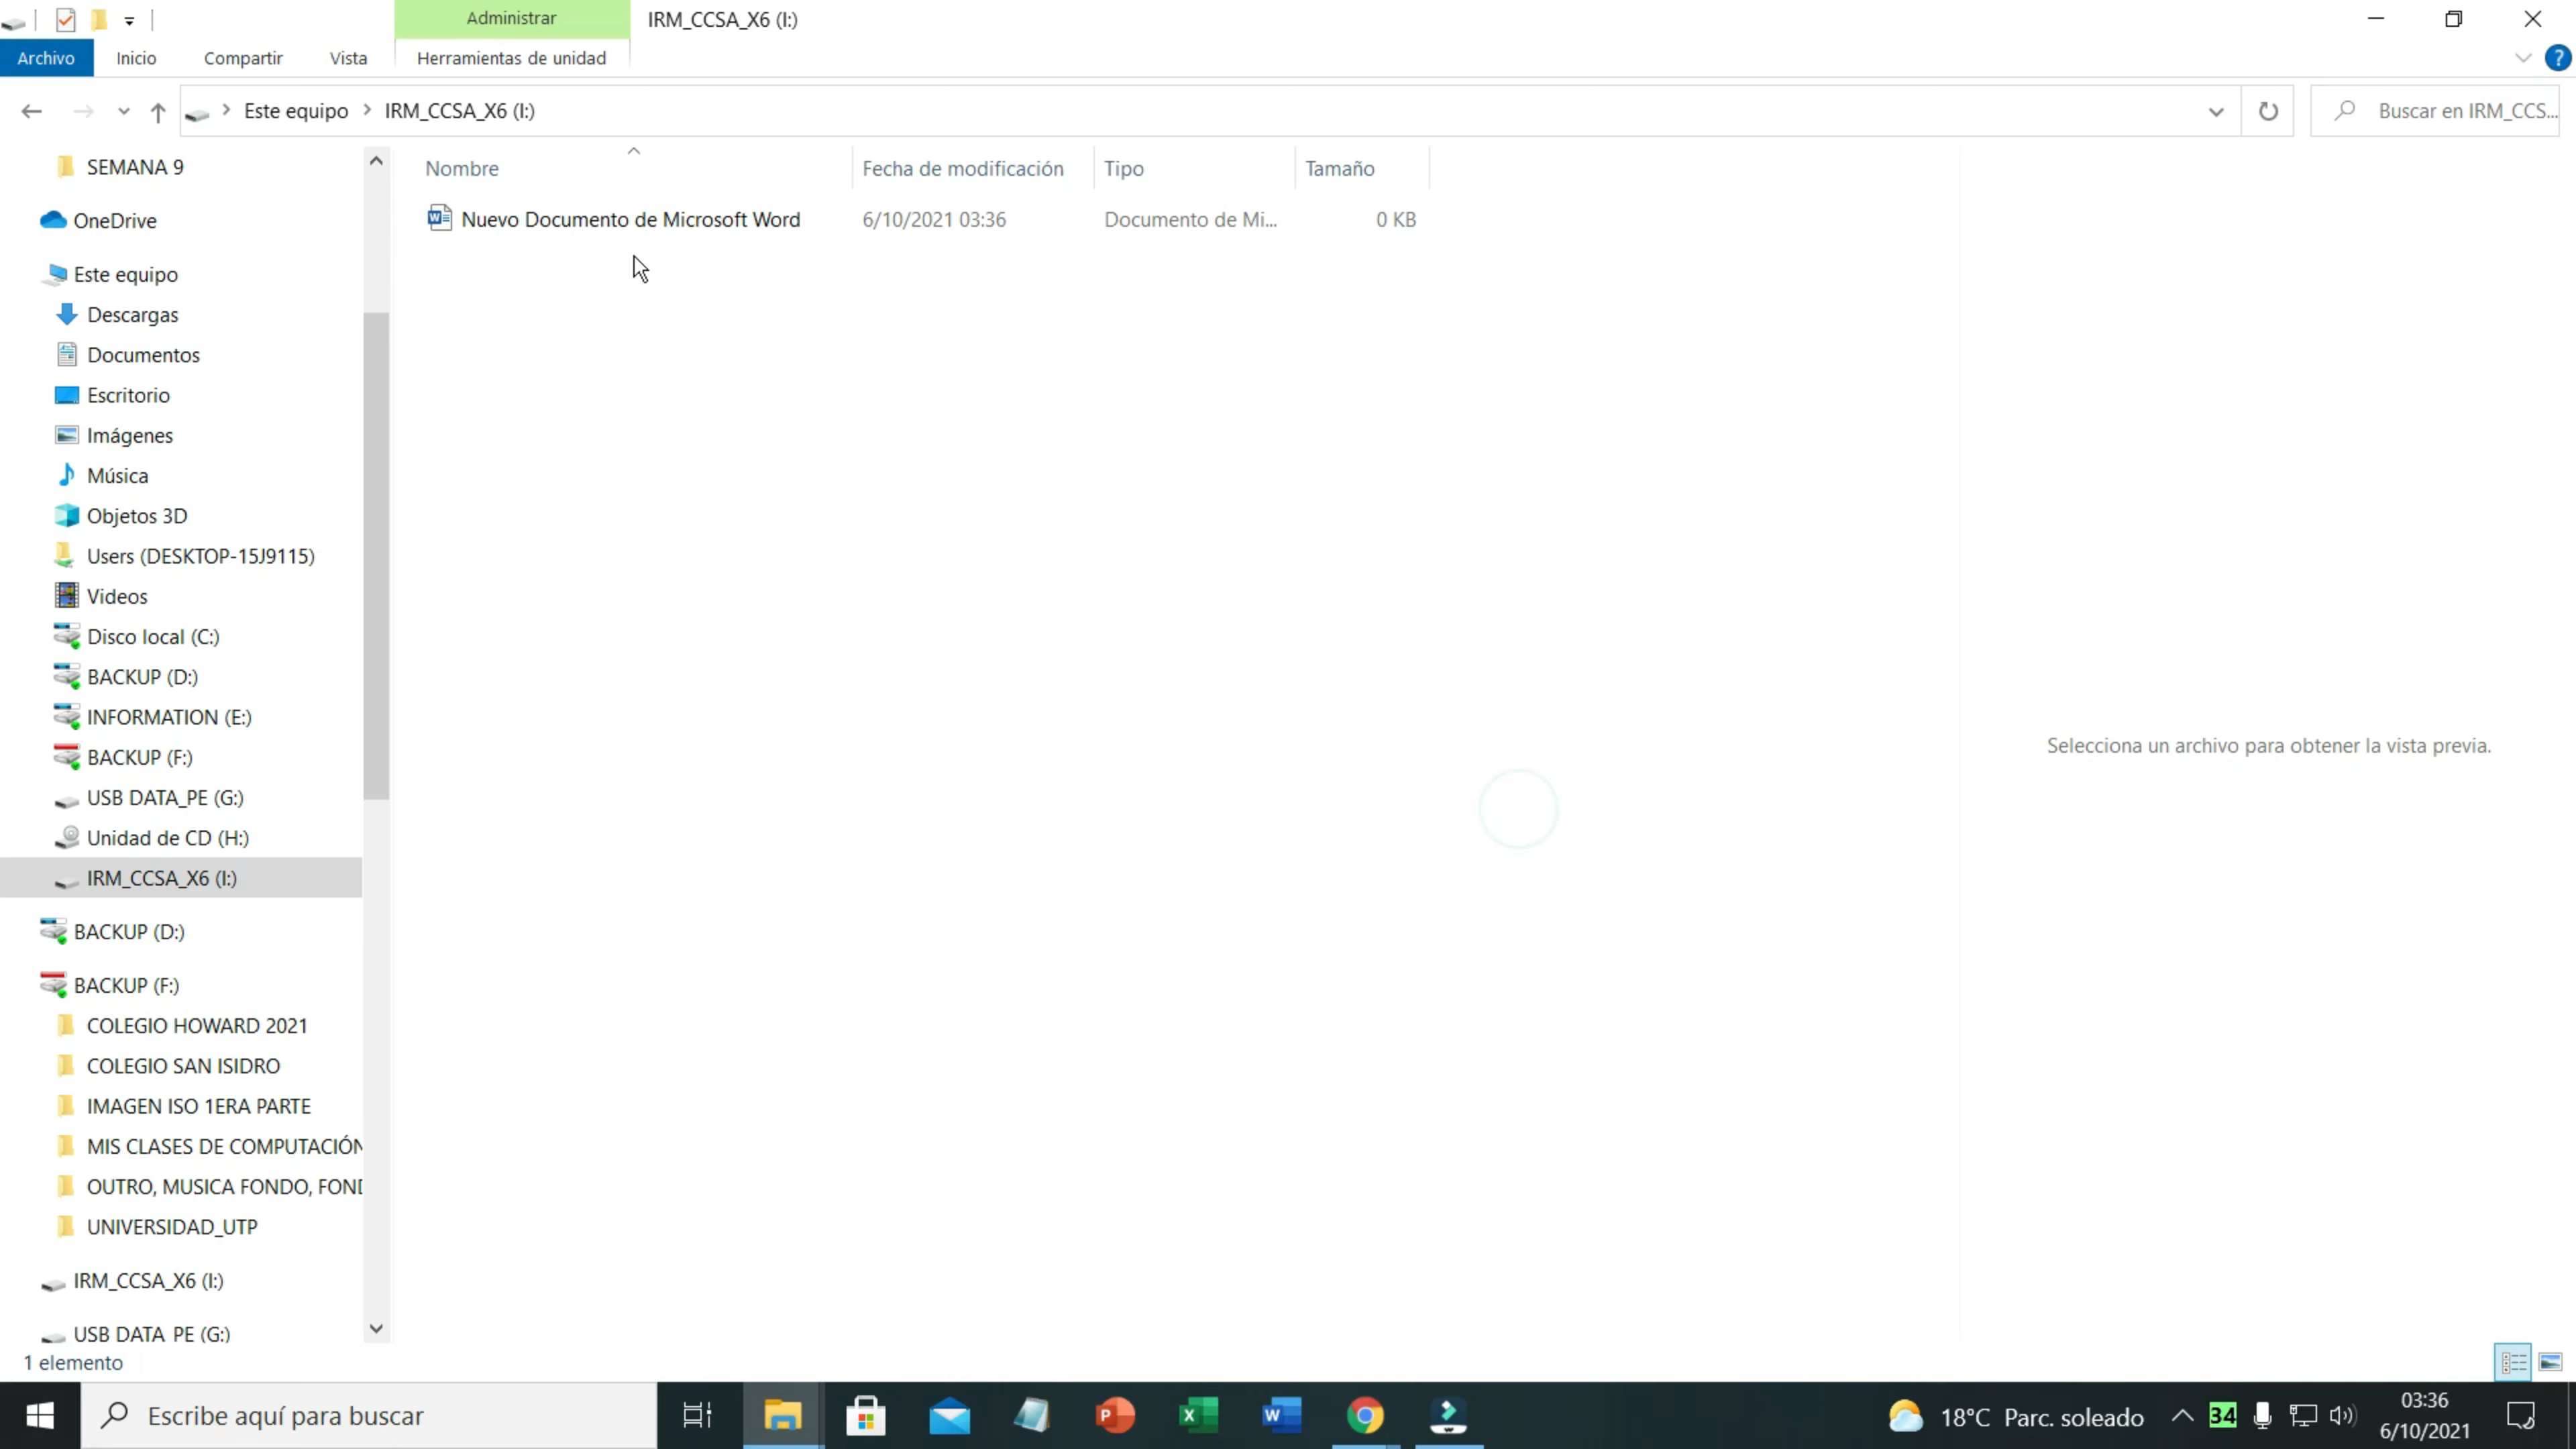 Administrar
IRM_CCSA_X6 (I:)
Archivo
Inicio
Compartir
Vista
Herramientas de unidad
?
Este equipo
IRM_CCSA_X6 (I:)
Buscar en IRM_CCS...
SEMANA 9
OneDrive
Este equipo
Descargas
Documentos
Escritorio
Imágenes
Música
Objetos 3D
Users (DESKTOP-15J9115)
Videos
Disco local (C:)
BACKUP (D:)
INFORMATION (E:)
BACKUP (F:)
USB DATA_PE (G:)
Unidad de CD (H:)
IRM_CCSA_X6 (I:)
BACKUP (D:)
BACKUP (F:)
COLEGIO HOWARD 2021
COLEGIO SAN ISIDRO
IMAGEN ISO 1ERA PARTE
MIS CLASES DE COMPUTACIÓN
OUTRO, MUSICA FONDO, FOND
UNIVERSIDAD_UTP
IRM_CCSA_X6 (I:)
USB DATA_PE (G:)
Nombre
Fecha de modificación
Tipo
Tamaño
Nuevo Documento de Microsoft Word
6/10/2021 03:36
Documento de Mi...
0 KB
Selecciona un archivo para obtener la vista previa.
1 elemento
Escribe aquí para buscar
18°C Parc. soleado
34
03:36
6/10/2021